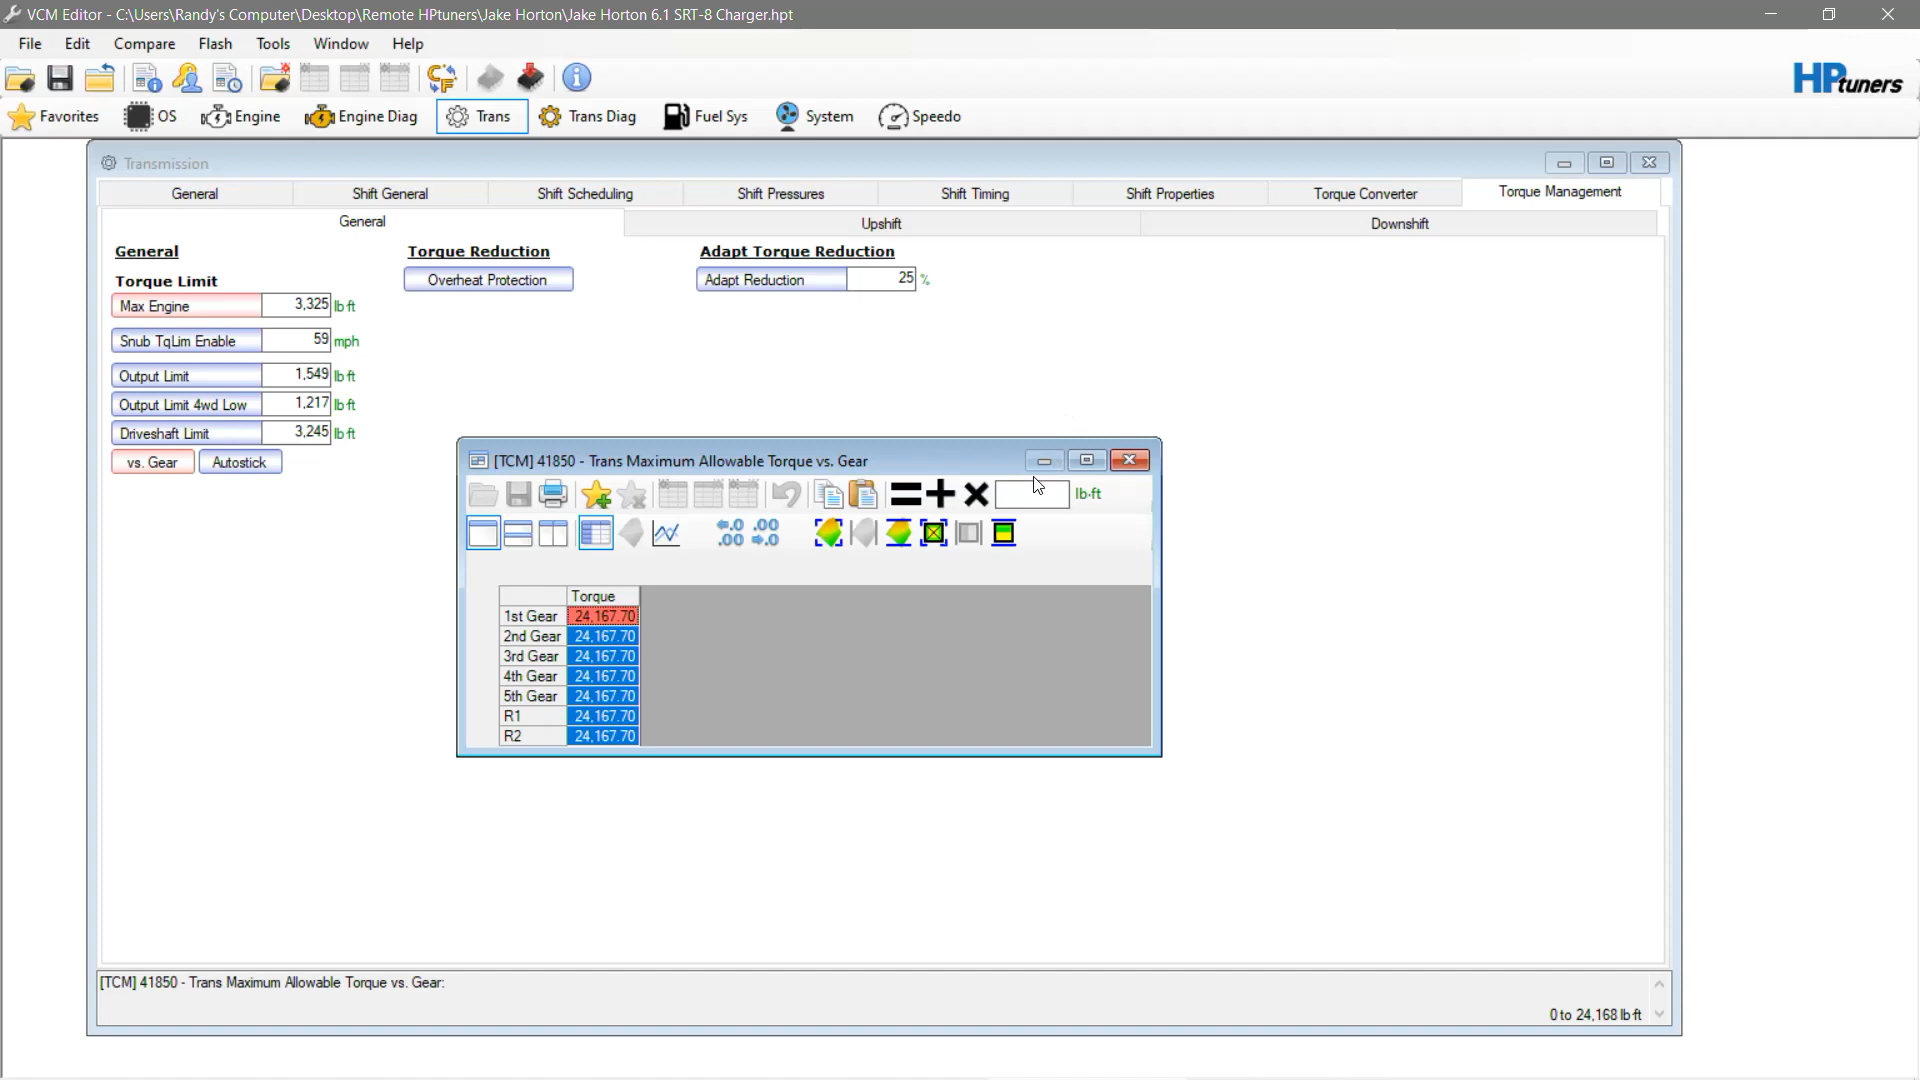 VCM Editor - C:\Users\Randy's Computer\Desktop\Remote HPtuners\Jake Horton\Jake Horton 6.1 SRT-8 Charger.hpt
File Edit Compare Flash Tools Window Help
HPtuners
Favorites OS Engine Engine Diag Trans Trans Diag Fuel Sys System Speedo
Transmission
General Shift General Shift Scheduling Shift Pressures Shift Timing Shift Properties Torque Converter Torque Management
General Upshift Downshift
General Torque Reduction Adapt Torque Reduction
Torque Limit Overheat Protection Adapt Reduction 25 %
Max Engine 3,325 lb·ft
Snub TqLim Enable 59 mph
Output Limit 1,549 lb·ft
Output Limit 4wd Low 1,217 lb·ft
Driveshaft Limit 3,245 lb·ft
vs. Gear Autostick
[TCM] 41850 - Trans Maximum Allowable Torque vs. Gear
lb·ft
Torque
1st Gear 24,167.70
2nd Gear 24,167.70
3rd Gear 24,167.70
4th Gear 24,167.70
5th Gear 24,167.70
R1 24,167.70
R2 24,167.70
[TCM] 41850 - Trans Maximum Allowable Torque vs. Gear:
0 to 24,168 lb·ft